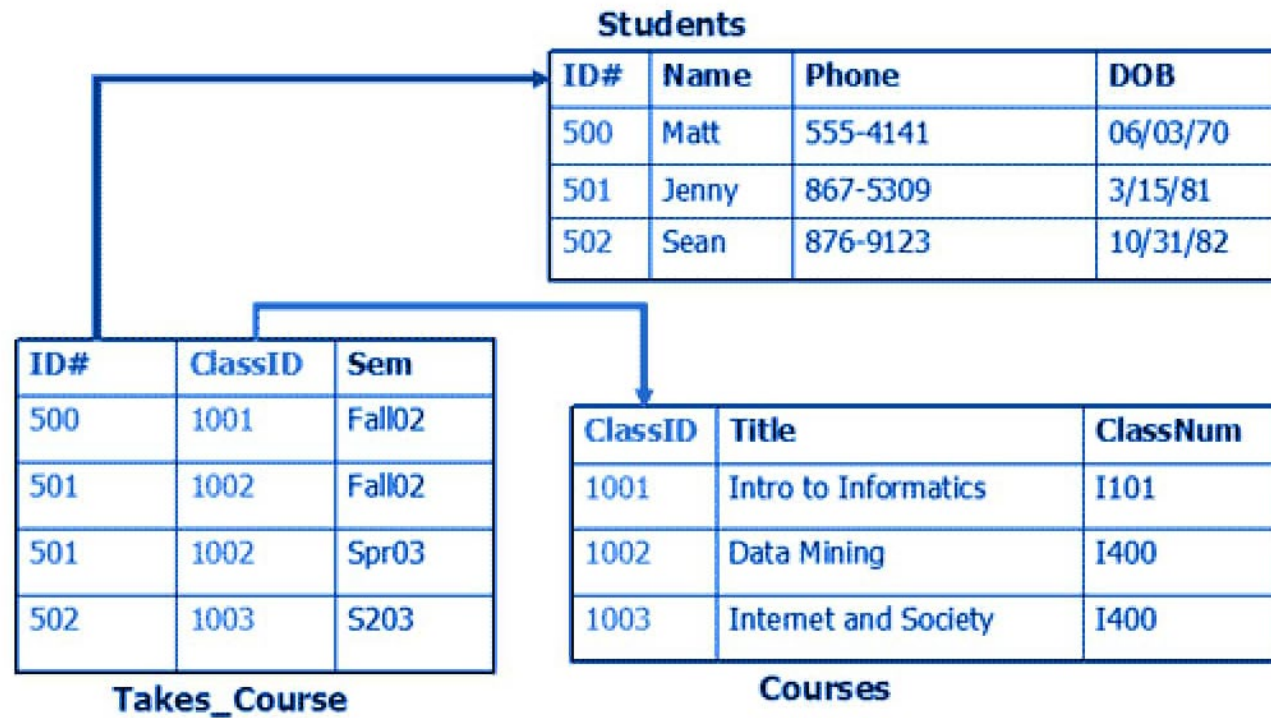 Students
ID# Name Phone DOB
500 Matt 555-4141 06/03/70
501 Jenny 867-5309 3/15/81
502 Sean 876-9123 10/31/82
ID# ClassID Sem
500 1001 Fall02
501 1002 Fall02
501 1002 Spr03
502 1003 S203
Takes_Course
ClassID Title ClassNum
1001 Intro to Informatics I101
1002 Data Mining I400
1003 Internet and Society I400
Courses